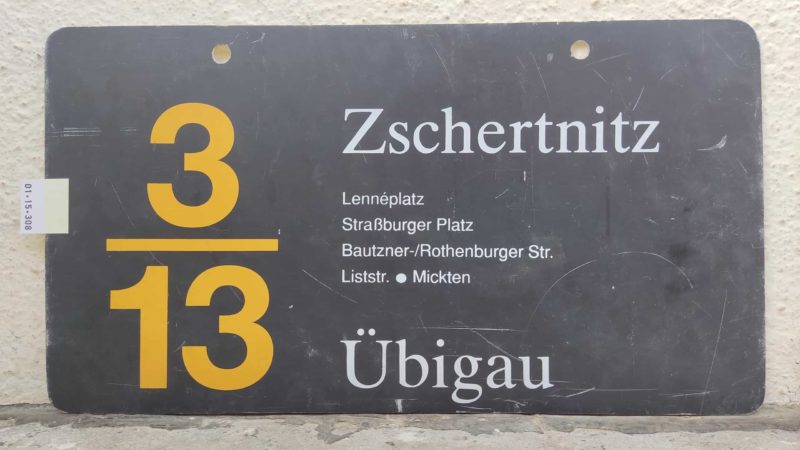 01-15-308
3
13
Zschertnitz
Lennéplatz
Straßburger Platz
Bautzner-/Rothenburger Str.
Liststr. ● Mickten
Übigau